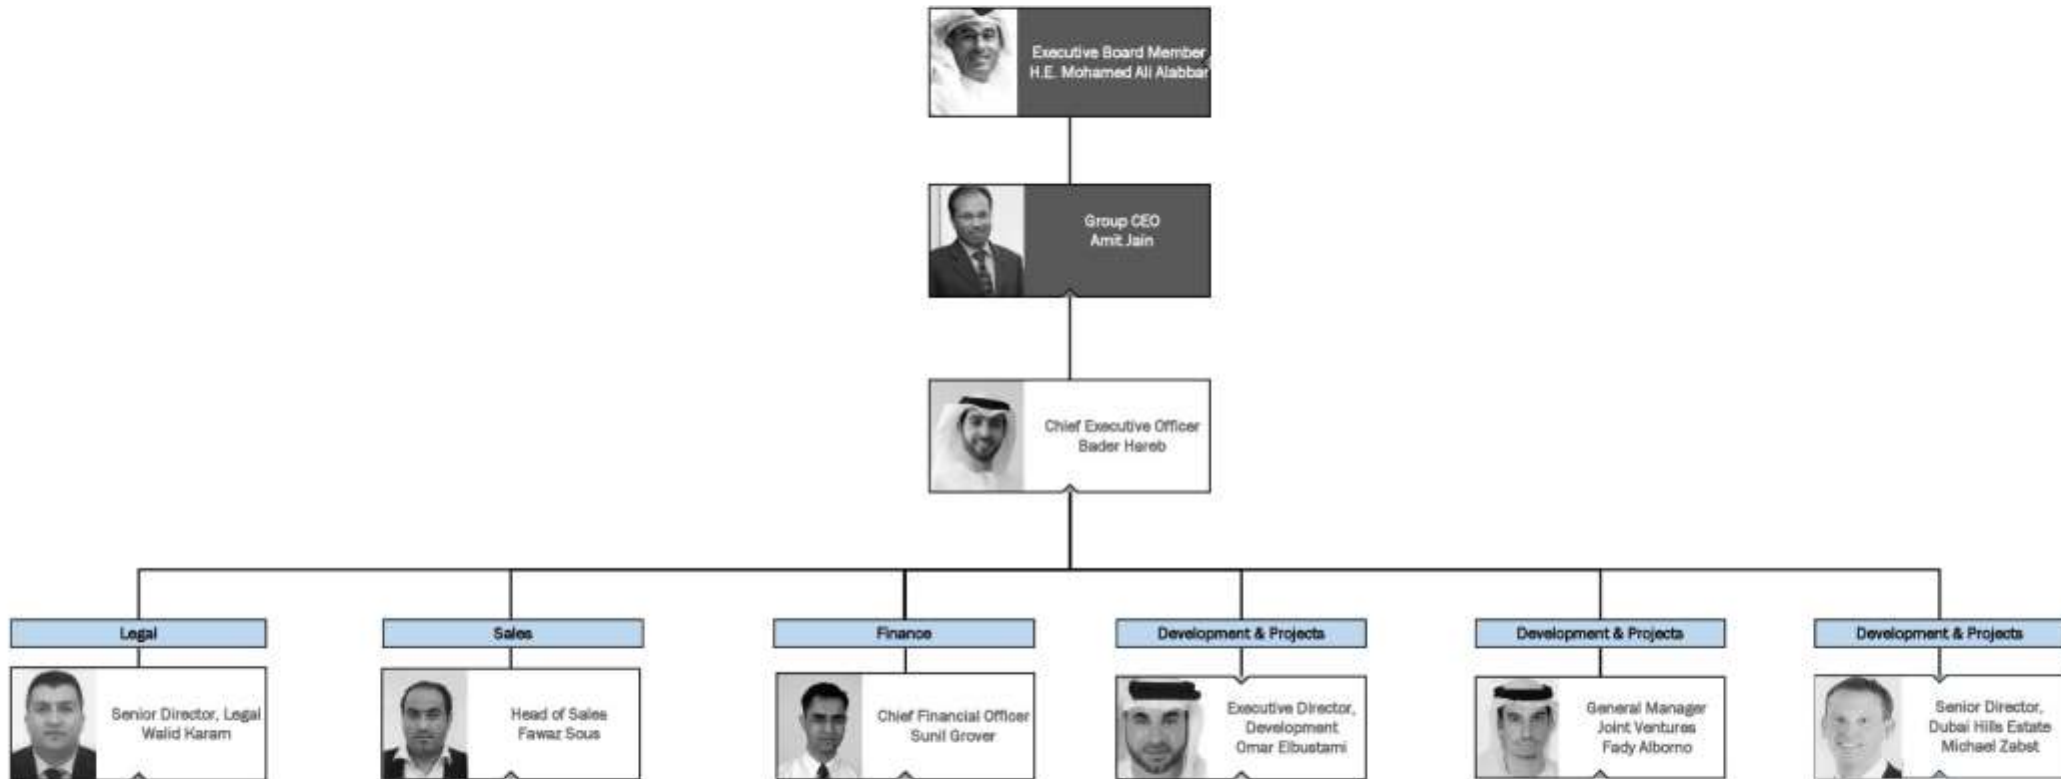 Executive Board Member
H.E. Mohamed Ali Alabbar
Group CEO
Amit Jain
Chief Executive Officer
Bader Hareb
Legal
Sales
Finance
Development & Projects
Development & Projects
Development & Projects
Senior Director, Legal
Walid Karam
Head of Sales
Fawaz Sous
Chief Financial Officer
Sunil Grover
Executive Director,
Development
Omar Elbustami
General Manager
Joint Ventures
Fady Alborno
Senior Director,
Dubai Hills Estate
Michael Zabst